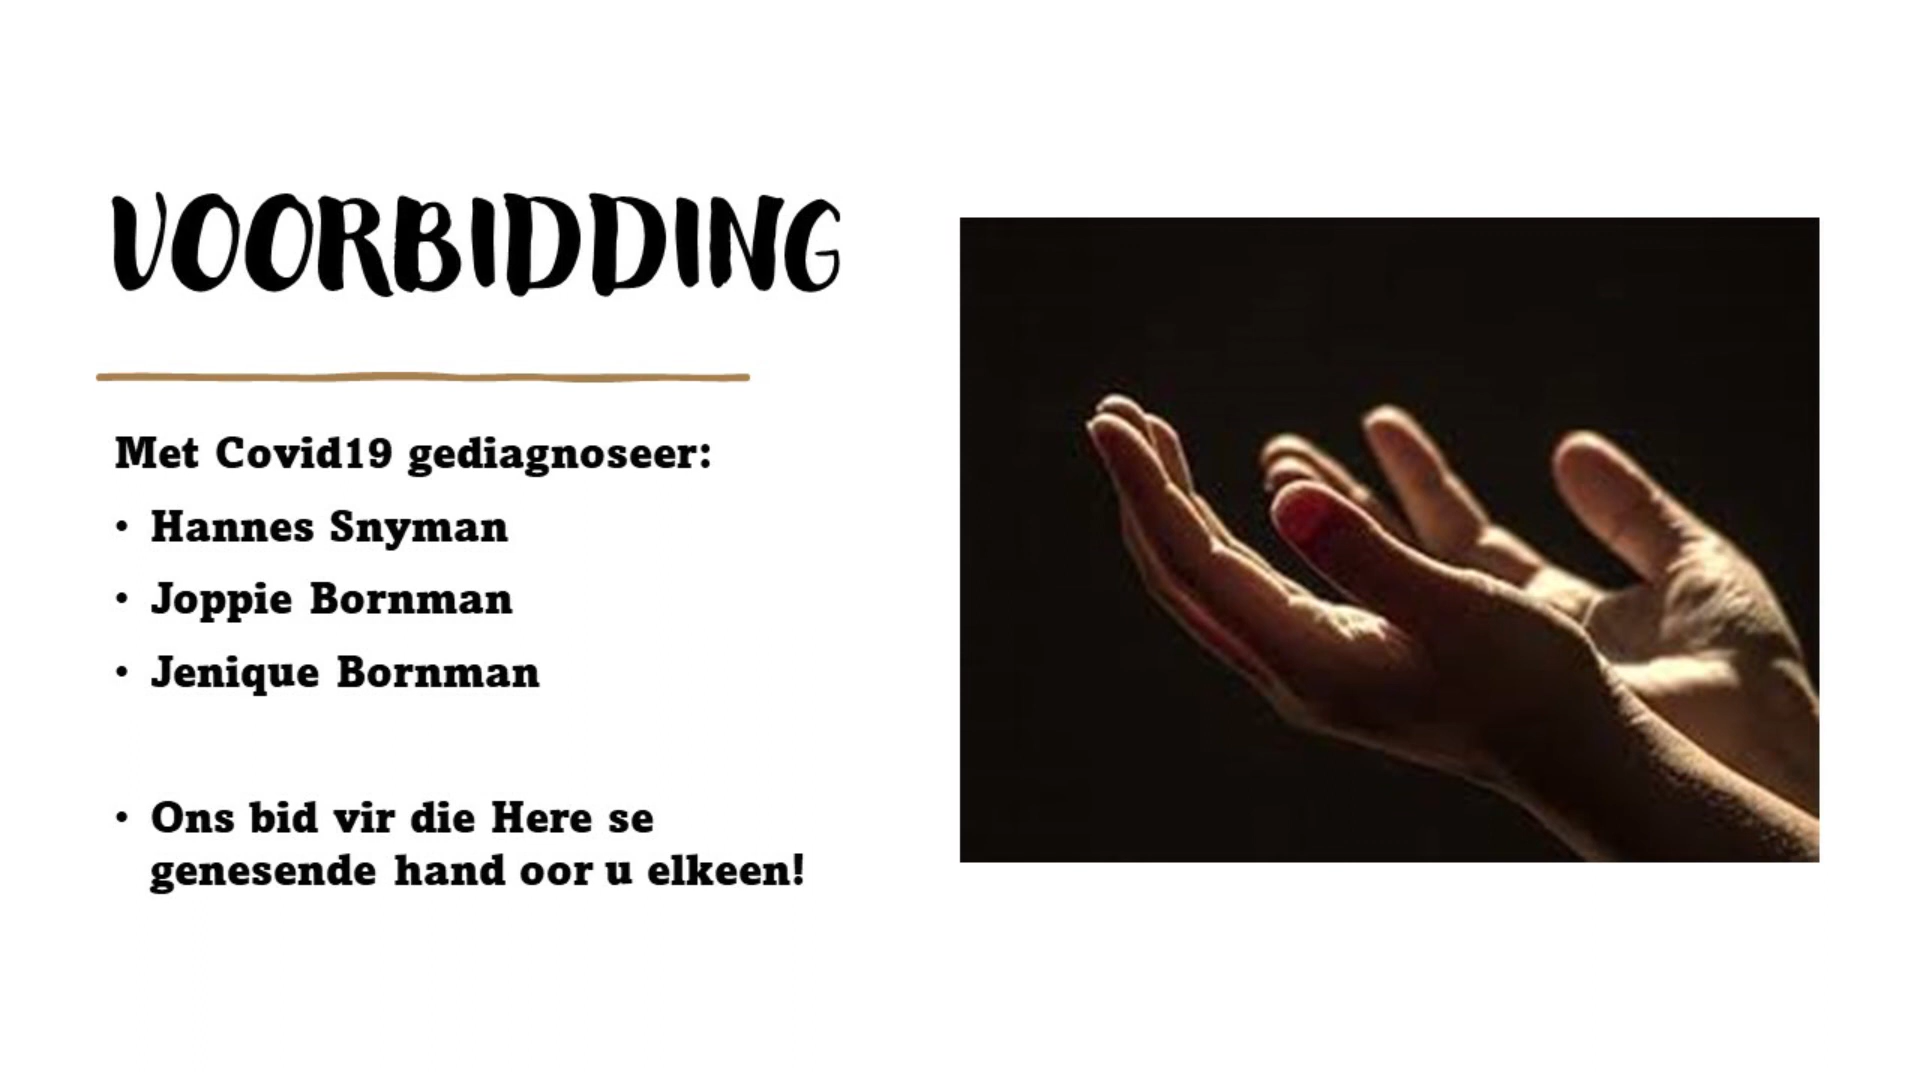 VOORBIDDING
Met Covid19 gediagnoseer:
• Hannes Snyman
• Joppie Bornman
• Jenique Bornman
• Ons bid vir die Here se
genesende hand oor u elkeen!